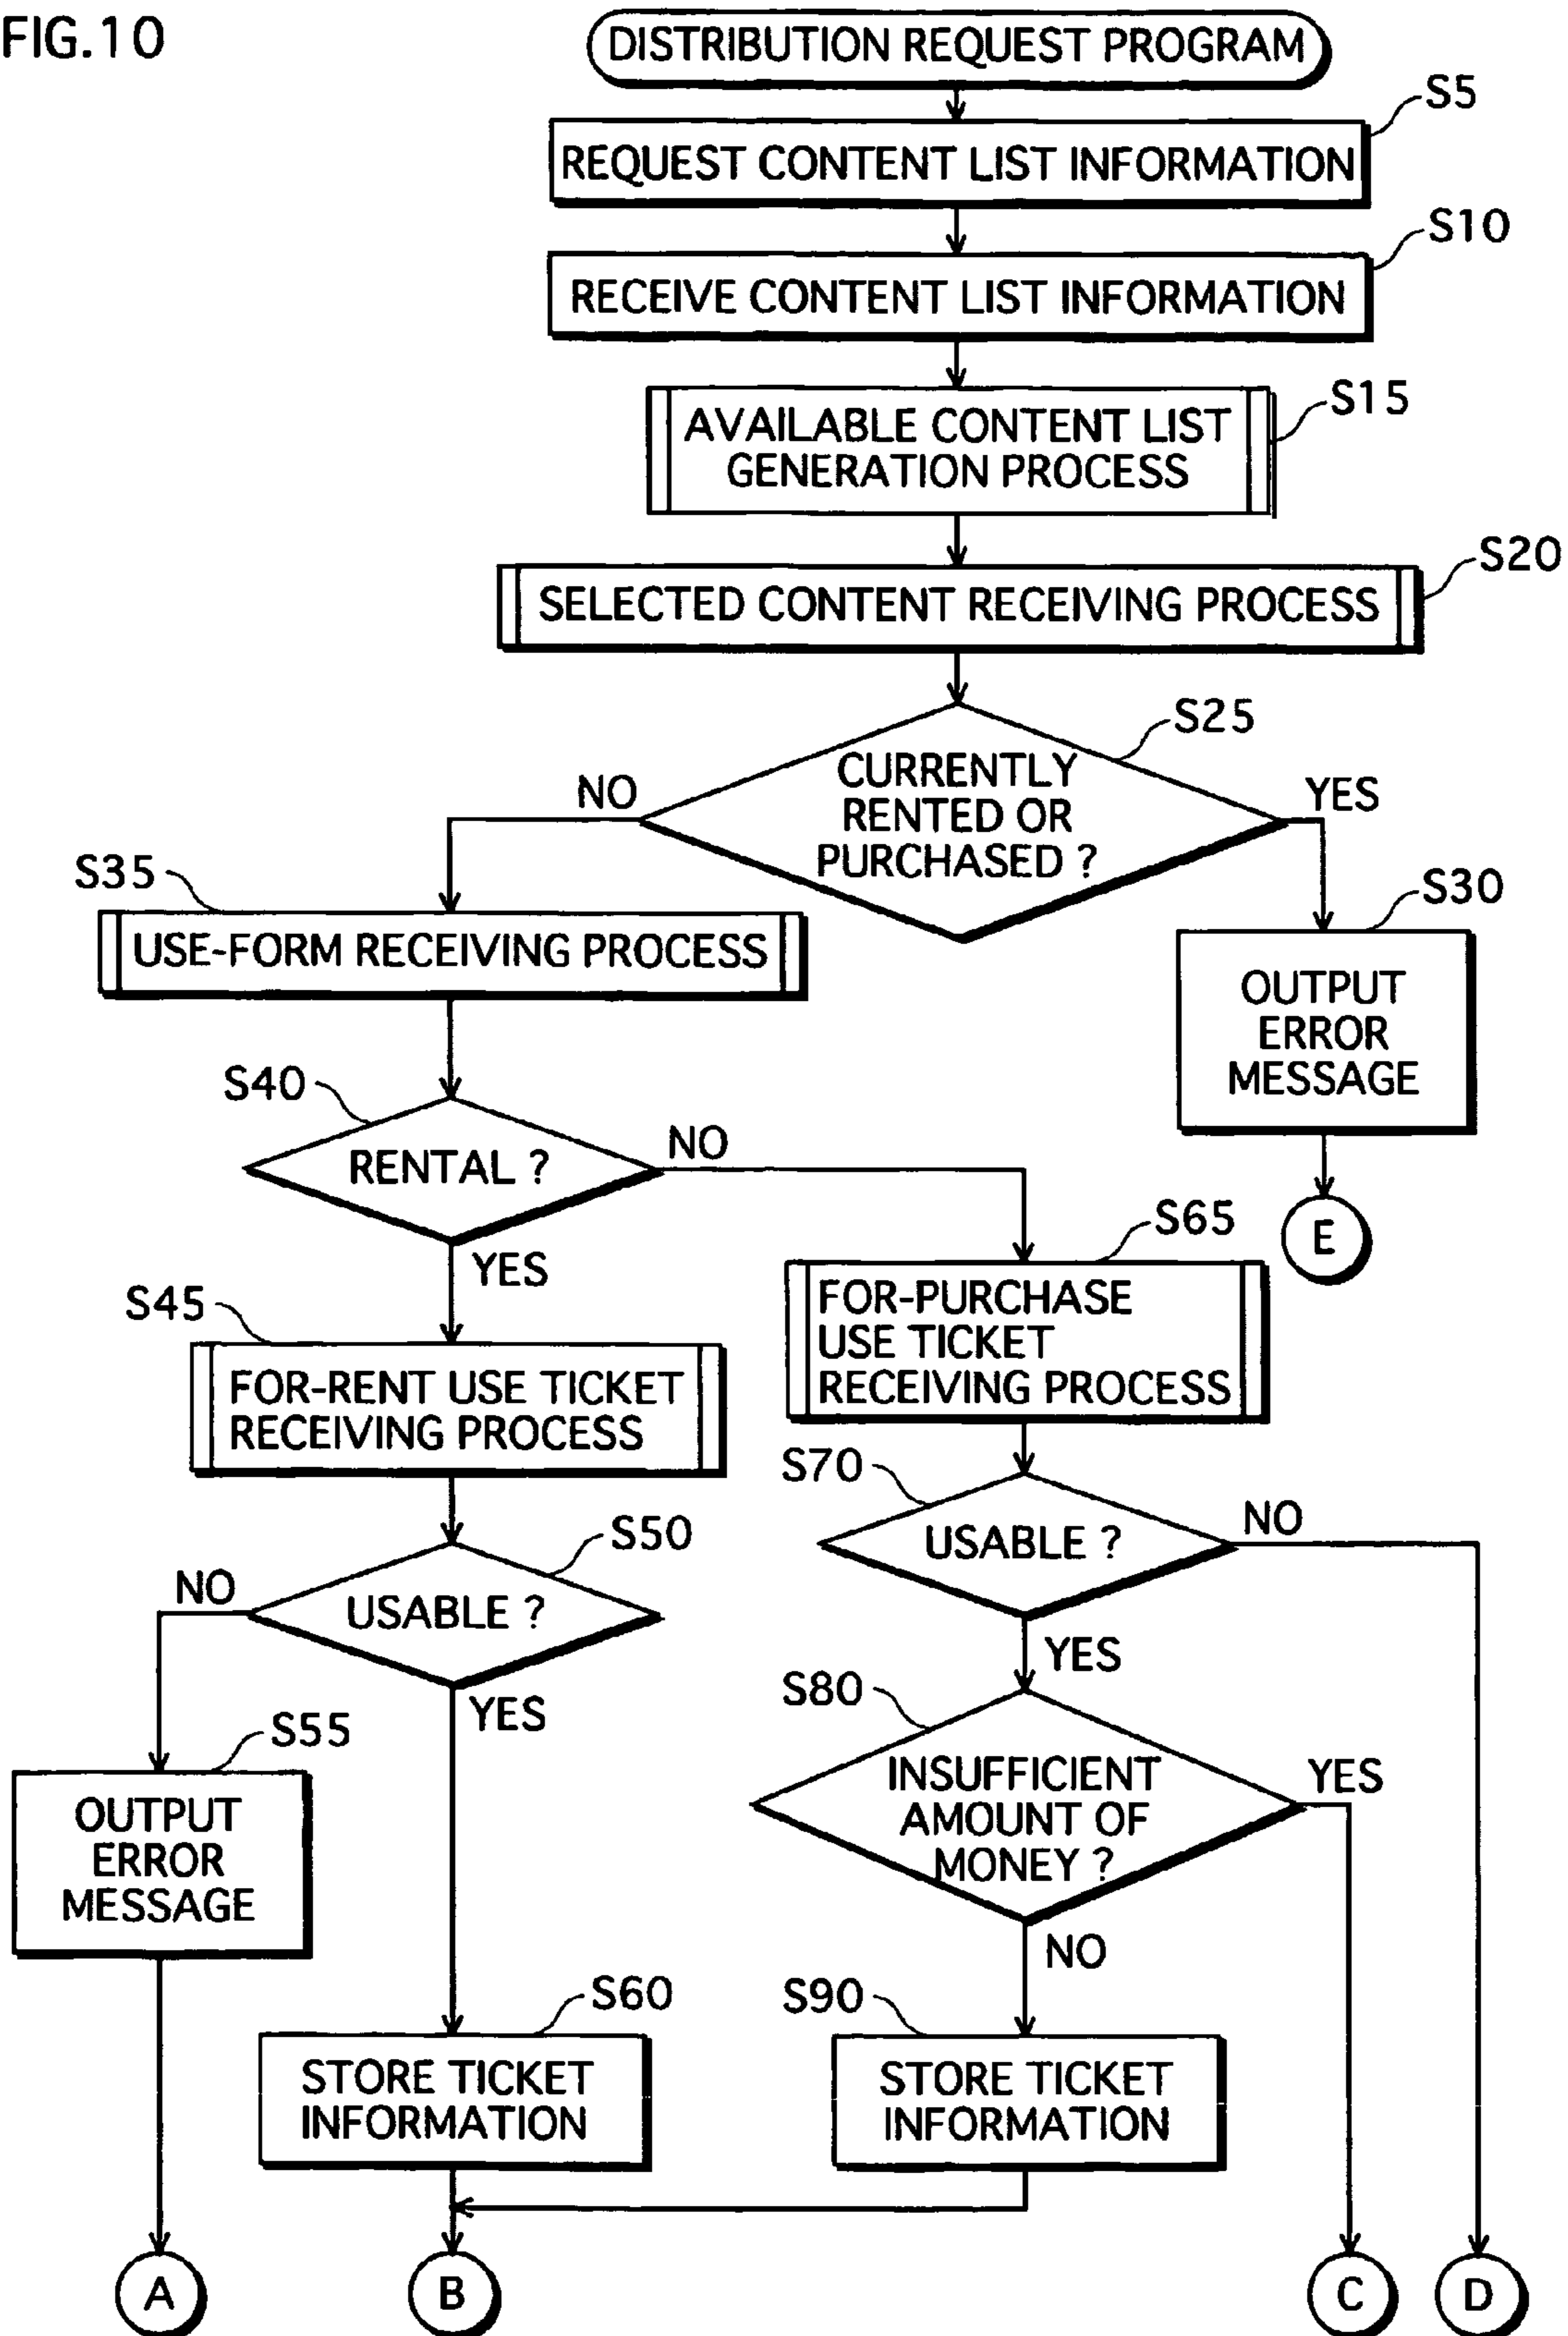 FIG.10
DISTRIBUTION REQUEST PROGRAM
S5
REQUEST CONTENT LIST INFORMATION
S10
RECEIVE CONTENT LIST INFORMATION
S15
AVAILABLE CONTENT LIST
GENERATION PROCESS
S20
SELECTED CONTENT RECEIVING PROCESS
S25
CURRENTLY
RENTED OR
PURCHASED ?
NO
YES
S35
USE-FORM RECEIVING PROCESS
S30
OUTPUT
ERROR
MESSAGE
E
S40
RENTAL ?
NO
YES
S45
FOR-RENT USE TICKET
RECEIVING PROCESS
S65
FOR-PURCHASE
USE TICKET
RECEIVING PROCESS
S50
USABLE ?
NO
YES
S70
USABLE ?
NO
YES
S55
OUTPUT
ERROR
MESSAGE
S80
INSUFFICIENT
AMOUNT OF
MONEY ?
YES
NO
S60
STORE TICKET
INFORMATION
S90
STORE TICKET
INFORMATION
A
B
C
D